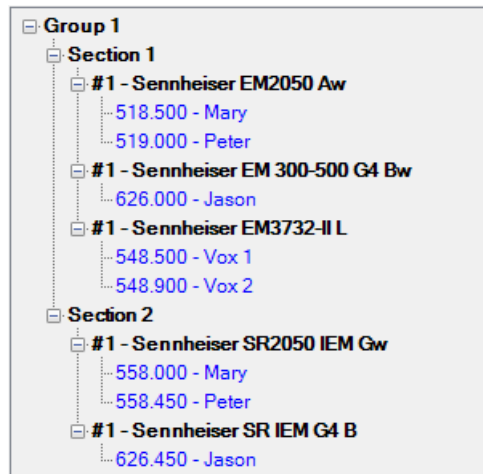 Group 1
Section 1
#1 - Sennheiser EM2050 Aw
518.500 - Mary
519.000 - Peter
#1 - Sennheiser EM 300-500 G4 Bw
626.000 - Jason
#1 - Sennheiser EM3732-II L
548.500 - Vox 1
548.900 - Vox 2
Section 2
#1 - Sennheiser SR2050 IEM Gw
558.000 - Mary
558.450 - Peter
#1 - Sennheiser SR IEM G4 B
626.450 - Jason